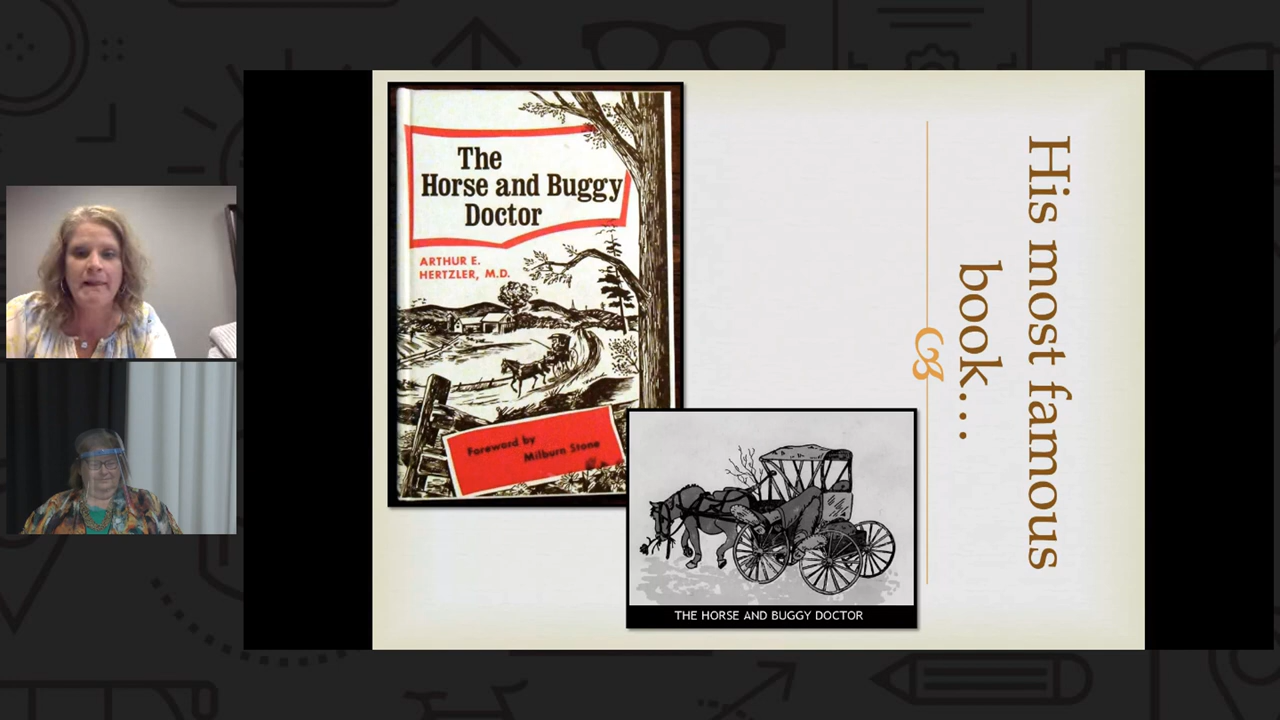 The
Horse and Buggy
Doctor
ARTHUR E.
HERTZLER, M.D.
Foreword by
Milburn Stone
THE HORSE AND BUGGY DOCTOR
His most famous
book...